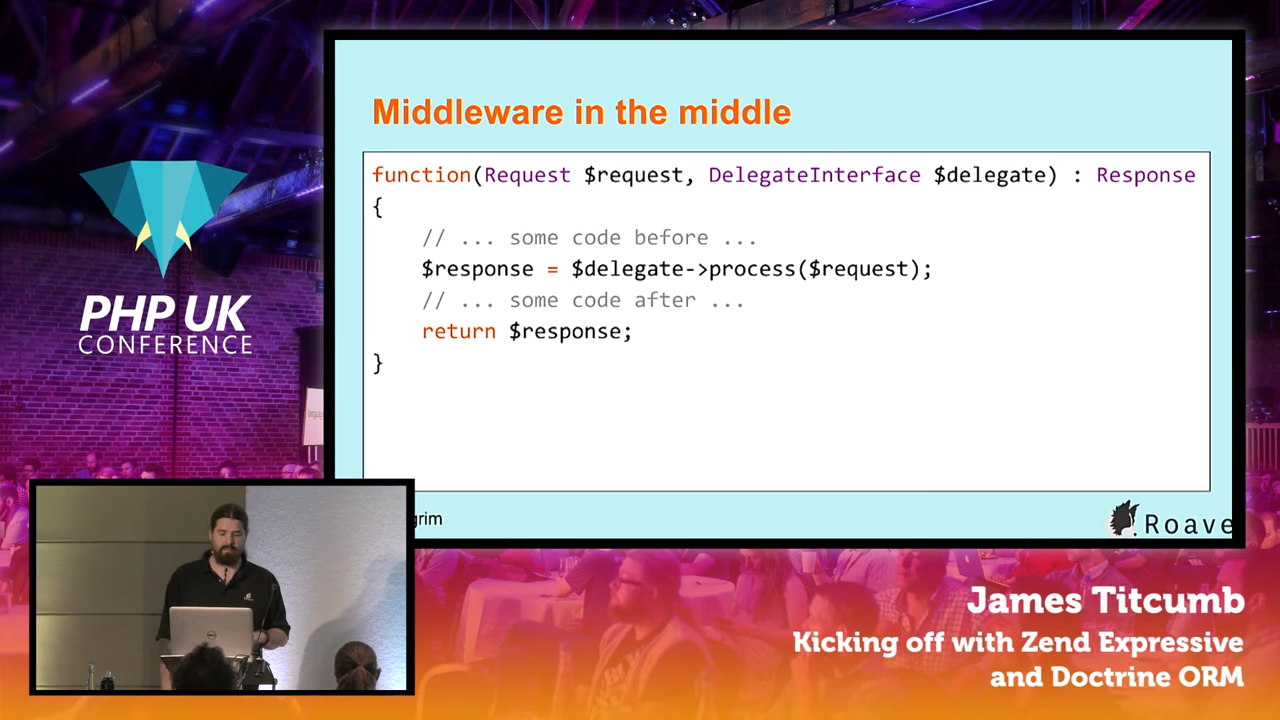 Middleware in the middle
function(Request $request, DelegateInterface $delegate) : Response
{
// ... some code before ...
$response = $delegate->process($request);
// ... some code after ...
return $response;
}
grim
Roave
PHP UK
CONFERENCE
James Titcumb
Kicking off with Zend Expressive
and Doctrine ORM